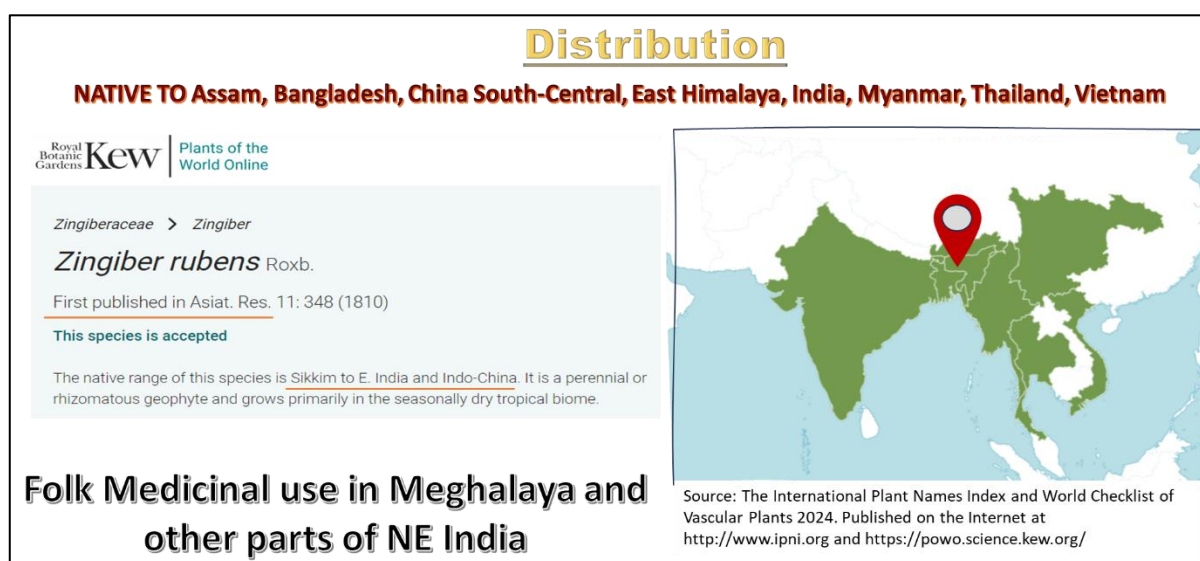 Distribution
NATIVE TO Assam, Bangladesh, China South-Central, East Himalaya, India, Myanmar, Thailand, Vietnam
Royal
Botanic
Gardens
Kew
Plants of the
World Online
Zingiberaceae > Zingiber
Zingiber rubens Roxb.
First published in Asiat. Res. 11: 348 (1810)
This species is accepted
The native range of this species is Sikkim to E. India and Indo-China. It is a perennial or
rhizomatous geophyte and grows primarily in the seasonally dry tropical biome.
Folk Medicinal use in Meghalaya and
other parts of NE India
Source: The International Plant Names Index and World Checklist of
Vascular Plants 2024. Published on the Internet at
http://www.ipni.org and https://powo.science.kew.org/